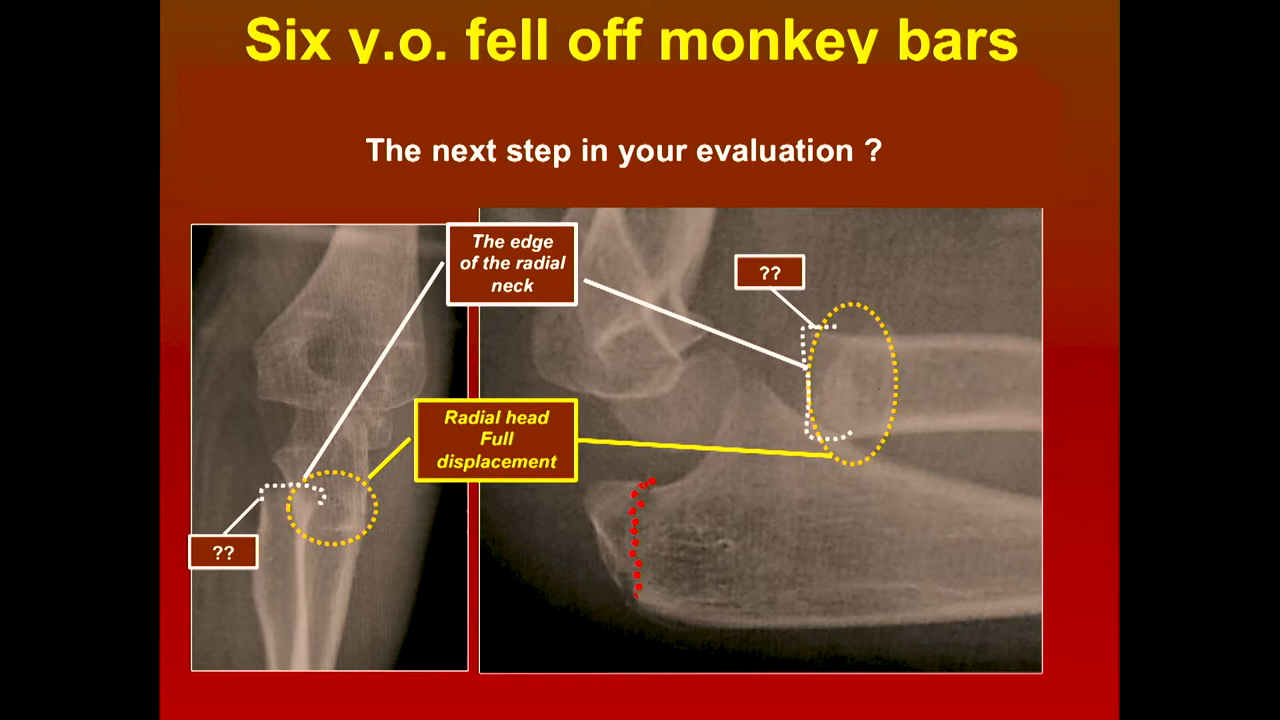 Six y.o. fell off monkey bars
The next step in your evaluation ?
The edge
of the radial
neck
??
Radial head
Full
displacement
??